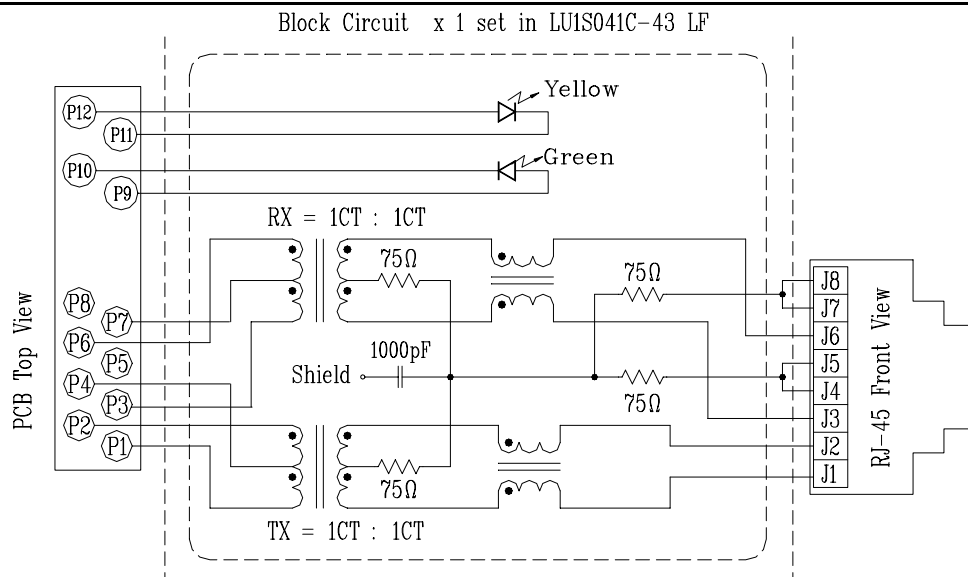 Block Circuit x 1 set in LU1S041C-43 LF
PCB Top View
P12
P11
P10
P9
P8
P7
P6
P5
P4
P3
P2
P1
Yellow
Green
RX = 1CT : 1CT
75Ω
75Ω
1000pF
Shield
75Ω
75Ω
TX = 1CT : 1CT
J8
J7
J6
J5
J4
J3
J2
J1
RJ-45 Front View